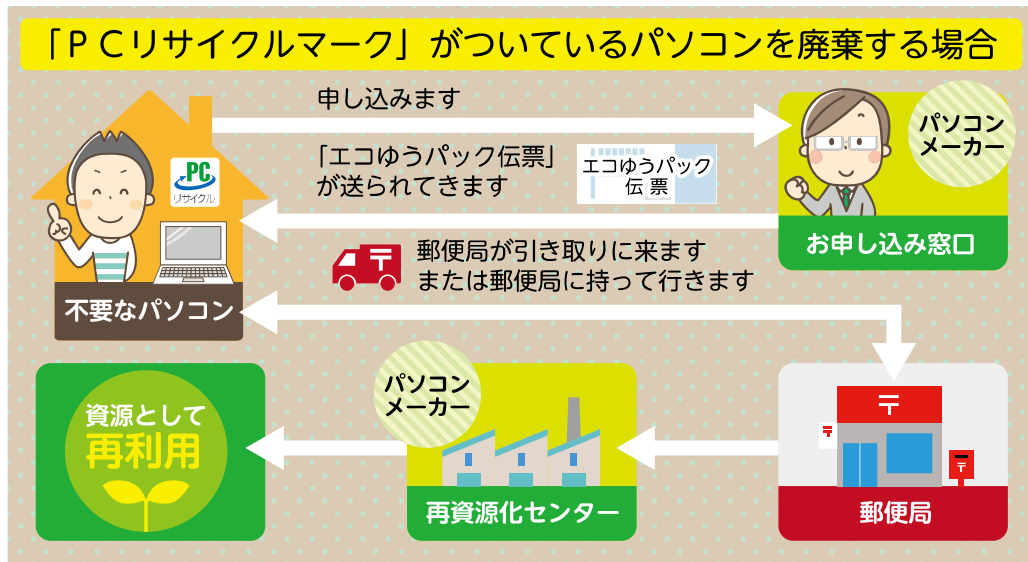 「ＰＣリサイクルマーク」がついているパソコンを廃棄する場合
申し込みます
「エコゆうパック伝票」
が送られてきます
エコゆうパック
伝票
パソコン
メーカー
お申し込み窓口
PC
リサイクル
不要なパソコン
郵便局が引き取りに来ます
または郵便局に持って行きます
〒
資源として
再利用
パソコン
メーカー
再資源化センター
〒
〒
〒
郵便局